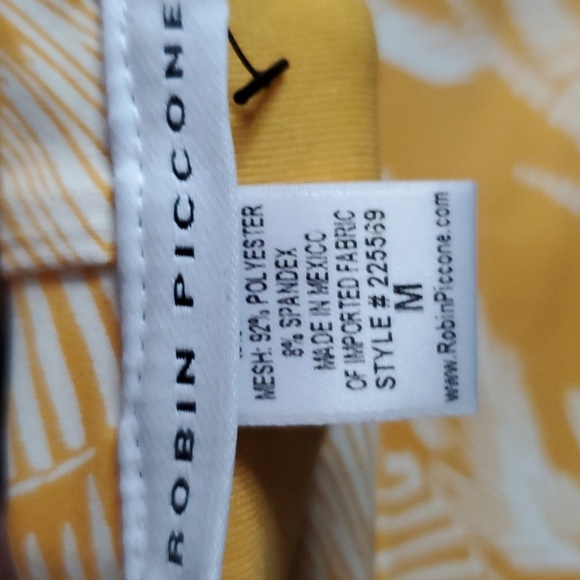 ROBIN PICCONE
MESH: 92% POLYESTER
8% SPANDEX
MADE IN MEXICO
OF IMPORTED FABRIC
STYLE # 225569
M
www.RobinPiccone.com